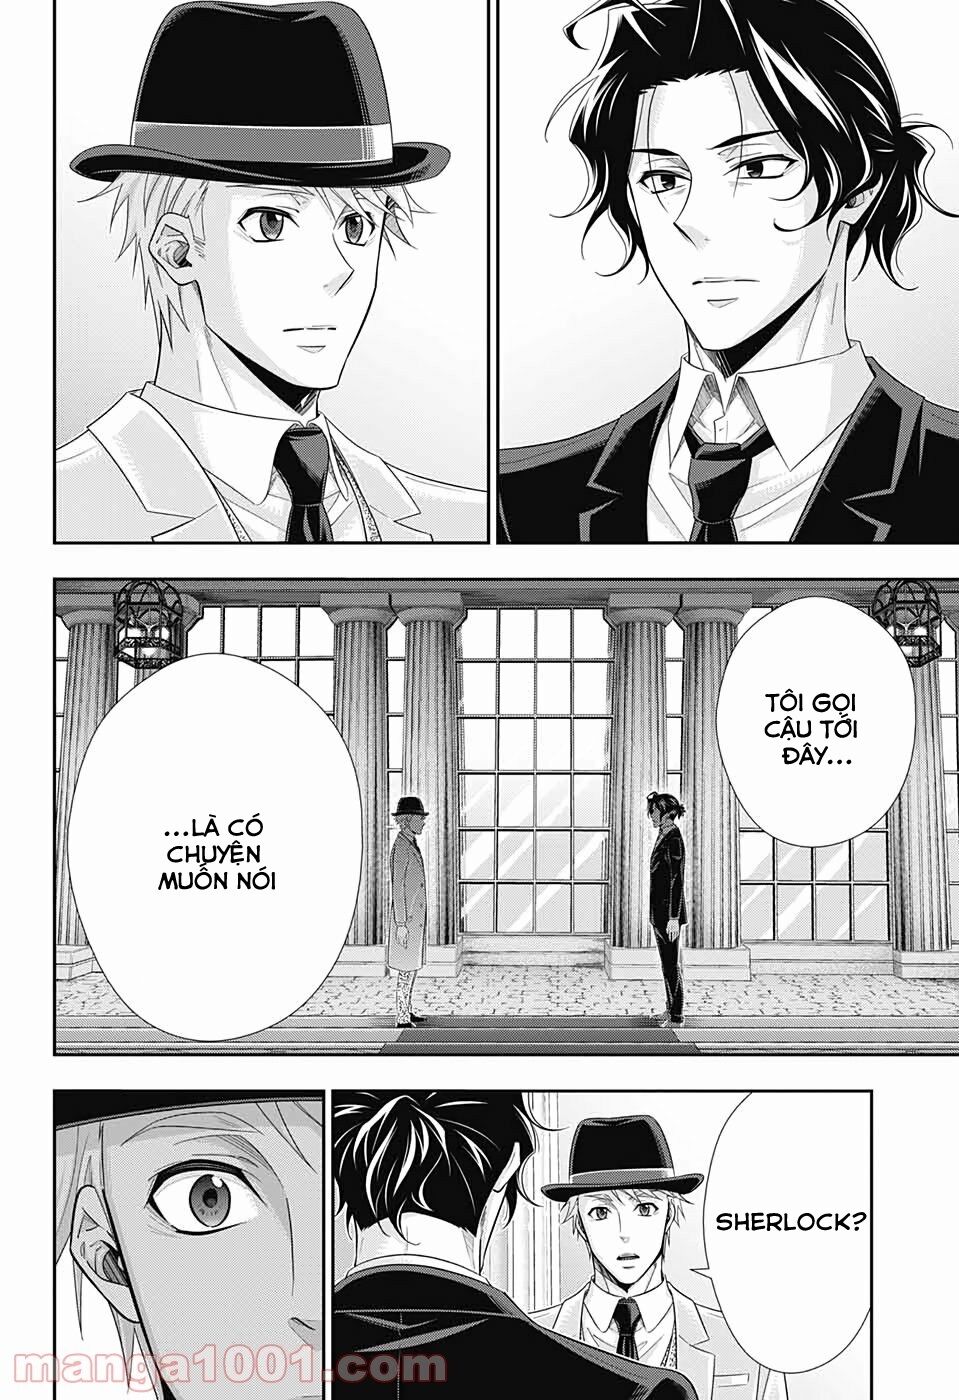 TÔI GỌI
CẬU TỚI
ĐÂY...
...LÀ CÓ
CHUYỆN
MUỐN NÓI
SHERLOCK?
manga1001.com